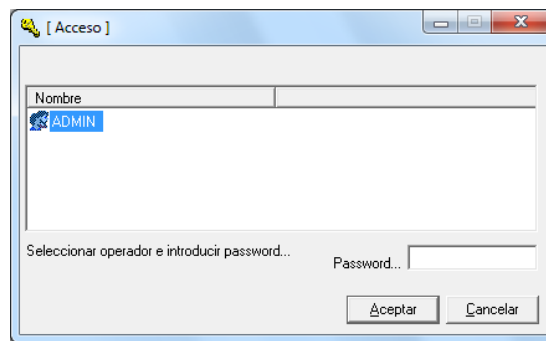 [ Acceso ]
Nombre
ADMIN
Seleccionar operador e introducir password...
Password...
Aceptar
Cancelar